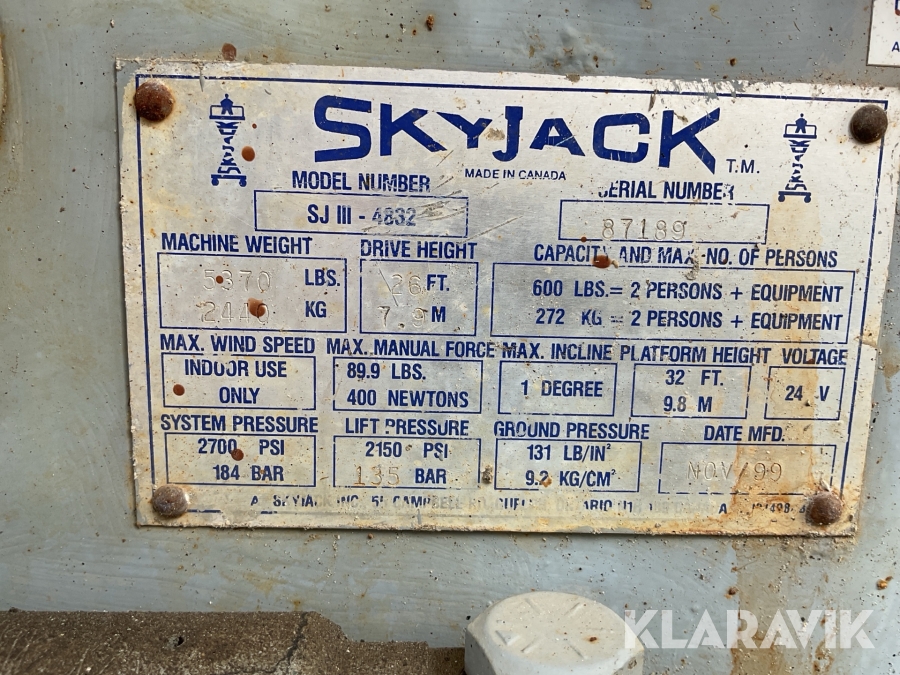 SKYJACK T.M.
MADE IN CANADA
MODEL NUMBER
SJ III - 4832
SERIAL NUMBER
87189
MACHINE WEIGHT
5370 LBS.
2440 KG
DRIVE HEIGHT
26 FT.
7.9 M
CAPACITY AND MAX. NO. OF PERSONS
600 LBS.= 2 PERSONS + EQUIPMENT
272 KG = 2 PERSONS + EQUIPMENT
MAX. WIND SPEED
INDOOR USE
ONLY
MAX. MANUAL FORCE
89.9 LBS.
400 NEWTONS
MAX. INCLINE
1 DEGREE
PLATFORM HEIGHT
32 FT.
9.8 M
VOLTAGE
24 V
SYSTEM PRESSURE
2700 PSI
184 BAR
LIFT PRESSURE
2150 PSI
135 BAR
GROUND PRESSURE
131 LB/IN²
9.2 KG/CM²
DATE MFD.
NOV/99
KLARAVIK